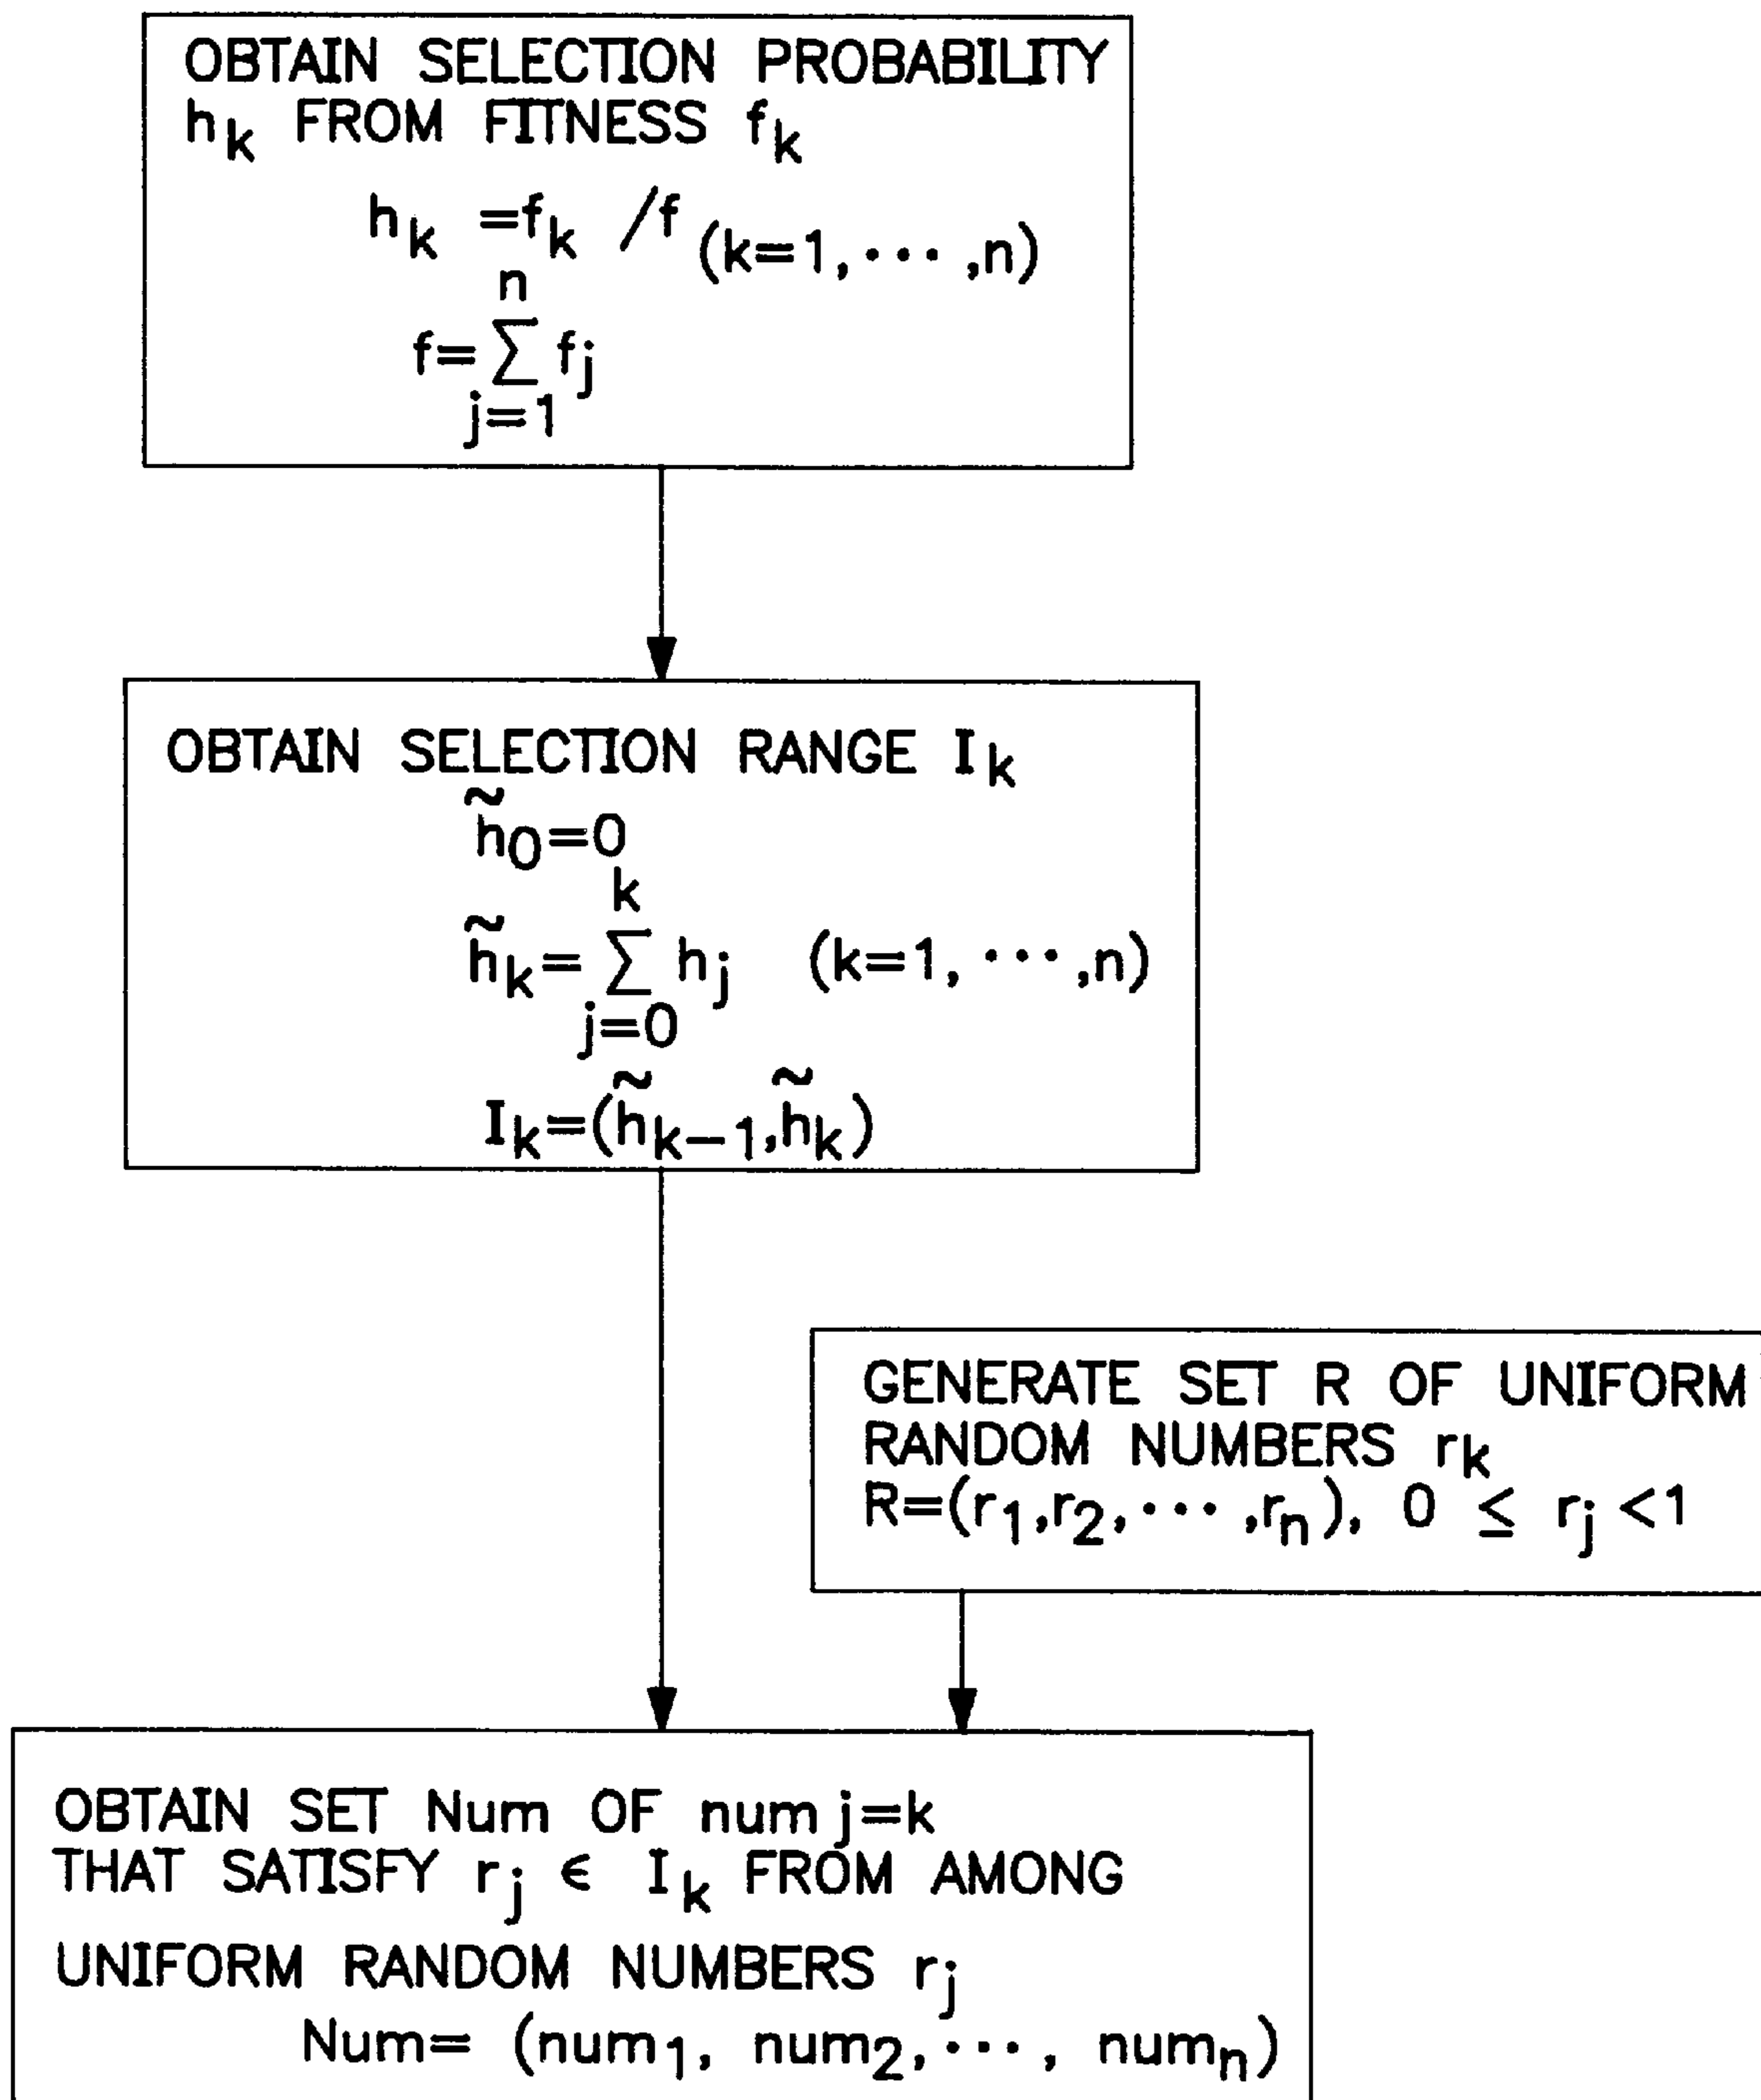 OBTAIN SELECTION PROBABILITY
h_k FROM FITNESS f_k
h_k =f_k /f (k=1,···,n)
n
f=∑ f_j
j=1
OBTAIN SELECTION RANGE I_k
h̃_0=0
k
h̃_k=∑ h_j (k=1, ···,n)
j=0
I_k=(h̃_k−1,h̃_k)
GENERATE SET R OF UNIFORM
RANDOM NUMBERS r_k
R=(r_1,r_2,···,r_n), 0 ≤ r_j <1
OBTAIN SET Num OF num j=k
THAT SATISFY r_j ϵ I_k FROM AMONG
UNIFORM RANDOM NUMBERS r_j
Num= (num_1, num_2,···, num_n)